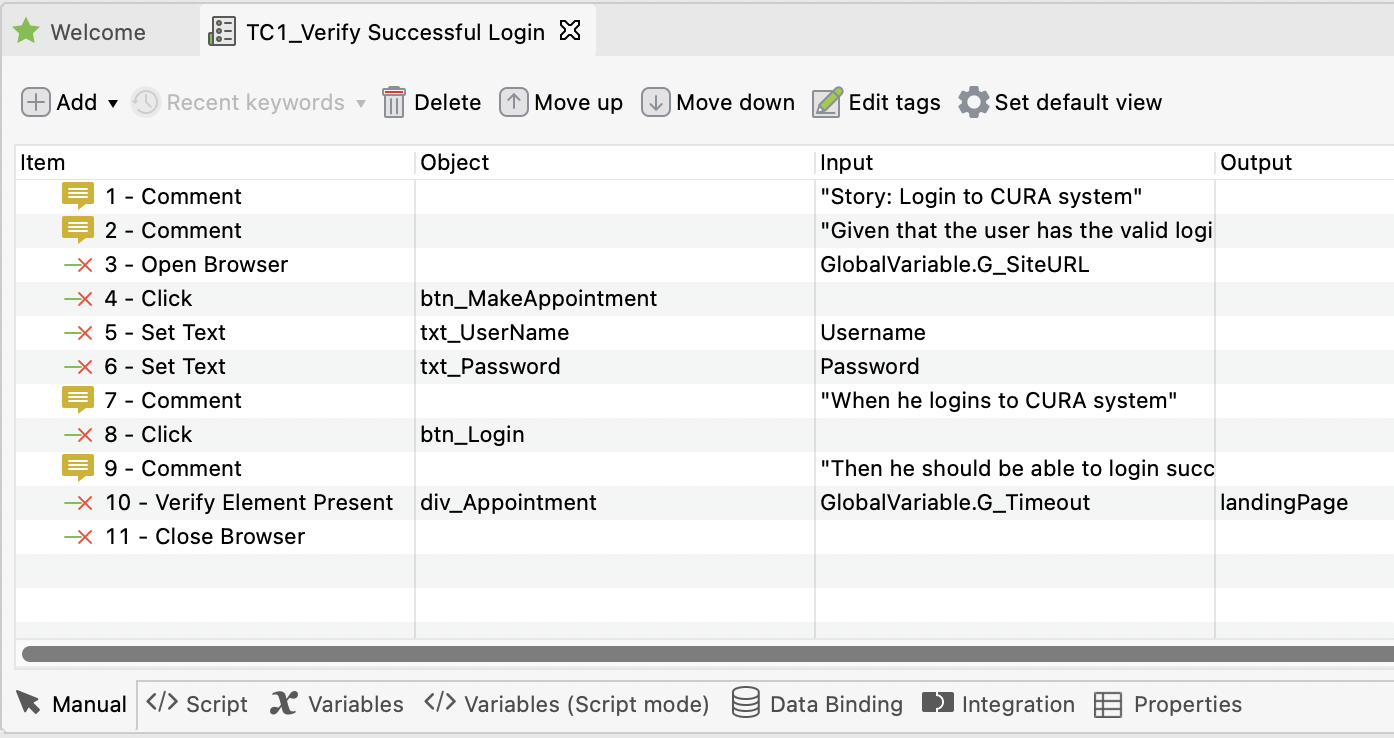 Welcome TC1_Verify Successful Login
Add Recent keywords Delete Move up Move down Edit tags Set default view
Item Object Input Output
1 - Comment "Story: Login to CURA system"
2 - Comment "Given that the user has the valid logi
3 - Open Browser GlobalVariable.G_SiteURL
4 - Click btn_MakeAppointment
5 - Set Text txt_UserName Username
6 - Set Text txt_Password Password
7 - Comment "When he logins to CURA system"
8 - Click btn_Login
9 - Comment "Then he should be able to login succ
10 - Verify Element Present div_Appointment GlobalVariable.G_Timeout landingPage
11 - Close Browser
Manual </> Script x Variables </> Variables (Script mode) Data Binding Integration Properties